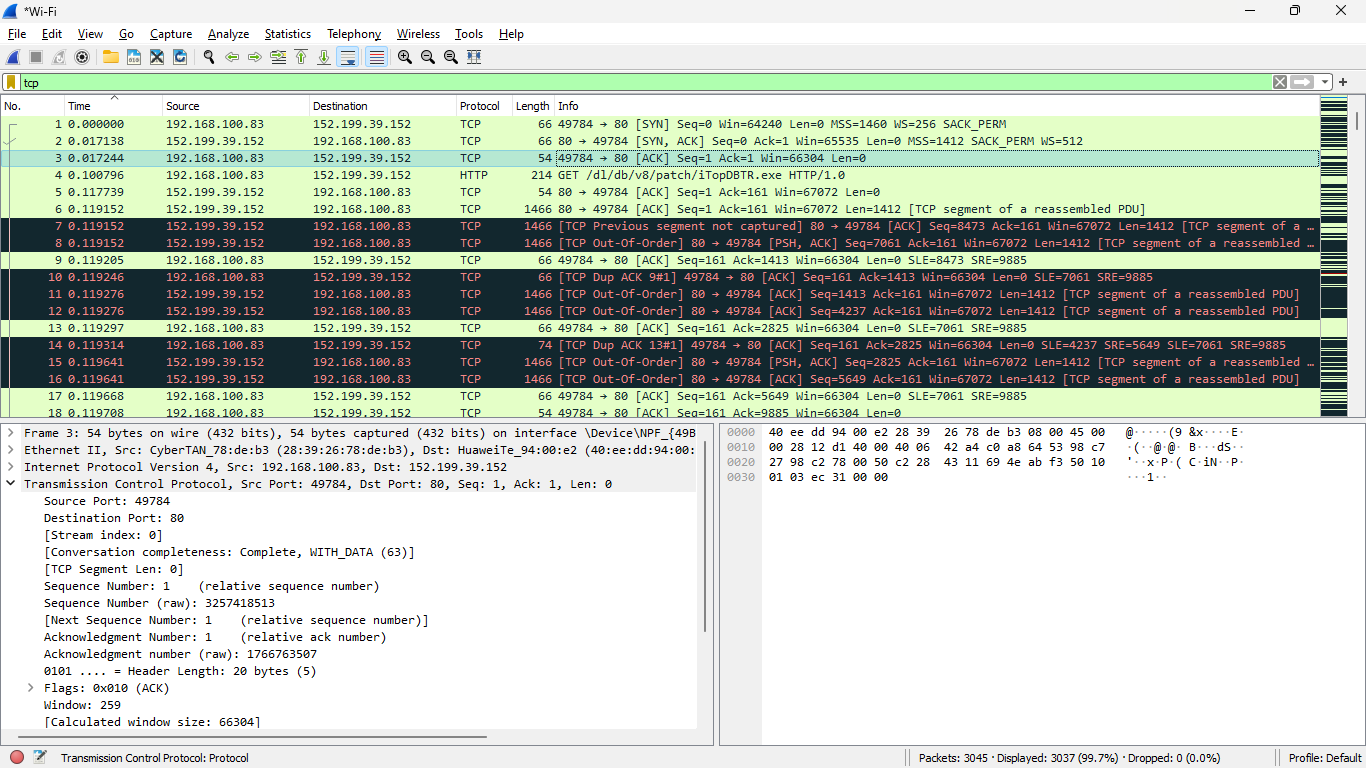 *Wi-Fi
File Edit View Go Capture Analyze Statistics Telephony Wireless Tools Help
tcp
No. Time Source Destination Protocol Length Info
1 0.000000 192.168.100.83 152.199.39.152 TCP 66 49784 → 80 [SYN] Seq=0 Win=64240 Len=0 MSS=1460 WS=256 SACK_PERM
2 0.017138 152.199.39.152 192.168.100.83 TCP 66 80 → 49784 [SYN, ACK] Seq=0 Ack=1 Win=65535 Len=0 MSS=1412 SACK_PERM WS=512
3 0.017244 192.168.100.83 152.199.39.152 TCP 54 49784 → 80 [ACK] Seq=1 Ack=1 Win=66304 Len=0
4 0.100796 192.168.100.83 152.199.39.152 HTTP 214 GET /dl/db/v8/patch/iTopDBTR.exe HTTP/1.0
5 0.117739 152.199.39.152 192.168.100.83 TCP 54 80 → 49784 [ACK] Seq=1 Ack=161 Win=67072 Len=0
6 0.119152 152.199.39.152 192.168.100.83 TCP 1466 80 → 49784 [ACK] Seq=1 Ack=161 Win=67072 Len=1412 [TCP segment of a reassembled PDU]
7 0.119152 152.199.39.152 192.168.100.83 TCP 1466 [TCP Previous segment not captured] 80 → 49784 [ACK] Seq=8473 Ack=161 Win=67072 Len=1412 [TCP segment of a …
8 0.119152 152.199.39.152 192.168.100.83 TCP 1466 [TCP Out-Of-Order] 80 → 49784 [PSH, ACK] Seq=7061 Ack=161 Win=67072 Len=1412 [TCP segment of a reassembled …
9 0.119205 192.168.100.83 152.199.39.152 TCP 66 49784 → 80 [ACK] Seq=161 Ack=1413 Win=66304 Len=0 SLE=8473 SRE=9885
10 0.119246 192.168.100.83 152.199.39.152 TCP 66 [TCP Dup ACK 9#1] 49784 → 80 [ACK] Seq=161 Ack=1413 Win=66304 Len=0 SLE=7061 SRE=9885
11 0.119276 152.199.39.152 192.168.100.83 TCP 1466 [TCP Out-Of-Order] 80 → 49784 [ACK] Seq=1413 Ack=161 Win=67072 Len=1412 [TCP segment of a reassembled PDU]
12 0.119276 152.199.39.152 192.168.100.83 TCP 1466 [TCP Out-Of-Order] 80 → 49784 [ACK] Seq=4237 Ack=161 Win=67072 Len=1412 [TCP segment of a reassembled PDU]
13 0.119297 192.168.100.83 152.199.39.152 TCP 66 49784 → 80 [ACK] Seq=161 Ack=2825 Win=66304 Len=0 SLE=7061 SRE=9885
14 0.119314 192.168.100.83 152.199.39.152 TCP 74 [TCP Dup ACK 13#1] 49784 → 80 [ACK] Seq=161 Ack=2825 Win=66304 Len=0 SLE=4237 SRE=5649 SLE=7061 SRE=9885
15 0.119641 152.199.39.152 192.168.100.83 TCP 1466 [TCP Out-Of-Order] 80 → 49784 [PSH, ACK] Seq=2825 Ack=161 Win=67072 Len=1412 [TCP segment of a reassembled …
16 0.119641 152.199.39.152 192.168.100.83 TCP 1466 [TCP Out-Of-Order] 80 → 49784 [ACK] Seq=5649 Ack=161 Win=67072 Len=1412 [TCP segment of a reassembled PDU]
17 0.119668 192.168.100.83 152.199.39.152 TCP 66 49784 → 80 [ACK] Seq=161 Ack=5649 Win=66304 Len=0 SLE=7061 SRE=9885
18 0.119708 192.168.100.83 152.199.39.152 TCP 54 49784 → 80 [ACK] Seq=161 Ack=9885 Win=66304 Len=0
Frame 3: 54 bytes on wire (432 bits), 54 bytes captured (432 bits) on interface \Device\NPF_{49B
Ethernet II, Src: CyberTAN_78:de:b3 (28:39:26:78:de:b3), Dst: HuaweiTe_94:00:e2 (40:ee:dd:94:00:
Internet Protocol Version 4, Src: 192.168.100.83, Dst: 152.199.39.152
Transmission Control Protocol, Src Port: 49784, Dst Port: 80, Seq: 1, Ack: 1, Len: 0
Source Port: 49784
Destination Port: 80
[Stream index: 0]
[Conversation completeness: Complete, WITH_DATA (63)]
[TCP Segment Len: 0]
Sequence Number: 1 (relative sequence number)
Sequence Number (raw): 3257418513
[Next Sequence Number: 1 (relative sequence number)]
Acknowledgment Number: 1 (relative ack number)
Acknowledgment number (raw): 1766763507
0101 .... = Header Length: 20 bytes (5)
Flags: 0x010 (ACK)
Window: 259
[Calculated window size: 66304]
0000 40 ee dd 94 00 e2 28 39 26 78 de b3 08 00 45 00 @·····(9 &x····E·
0010 00 28 12 d1 40 00 40 06 42 a4 c0 a8 64 53 98 c7 ·(··@·@· B···dS··
0020 27 98 c2 78 00 50 c2 28 43 11 69 4e ab f3 50 10 '··x·P·( C·iN··P·
0030 01 03 ec 31 00 00 ···1··
Transmission Control Protocol: Protocol
Packets: 3045 · Displayed: 3037 (99.7%) · Dropped: 0 (0.0%)
Profile: Default